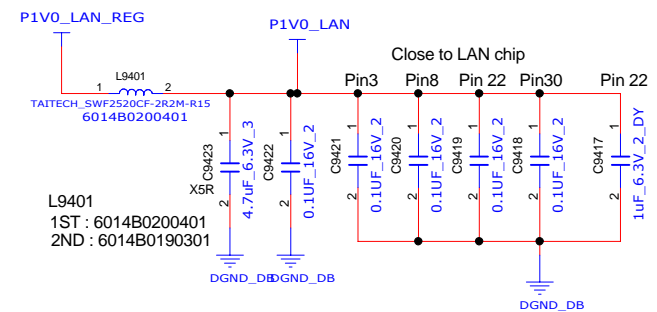 P1V0_LAN_REG
P1V0_LAN
Close to LAN chip
Pin3 Pin8 Pin 22 Pin30 Pin 22
1 L9401 2
TAITECH_SWF2520CF-2R2M-R15
6014B0200401
1 2 C9423 X5R 4.7uF_6.3V_3
1 2 C9422 0.1UF_16V_2
1 2 C9421 0.1UF_16V_2
1 2 C9420 0.1UF_16V_2
1 2 C9419 0.1UF_16V_2
1 2 C9418 0.1UF_16V_2
1 2 C9417 1uF_6.3V_2_DY
L9401
1ST : 6014B0200401
2ND : 6014B0190301
DGND_DB DGND_DB
DGND_DB